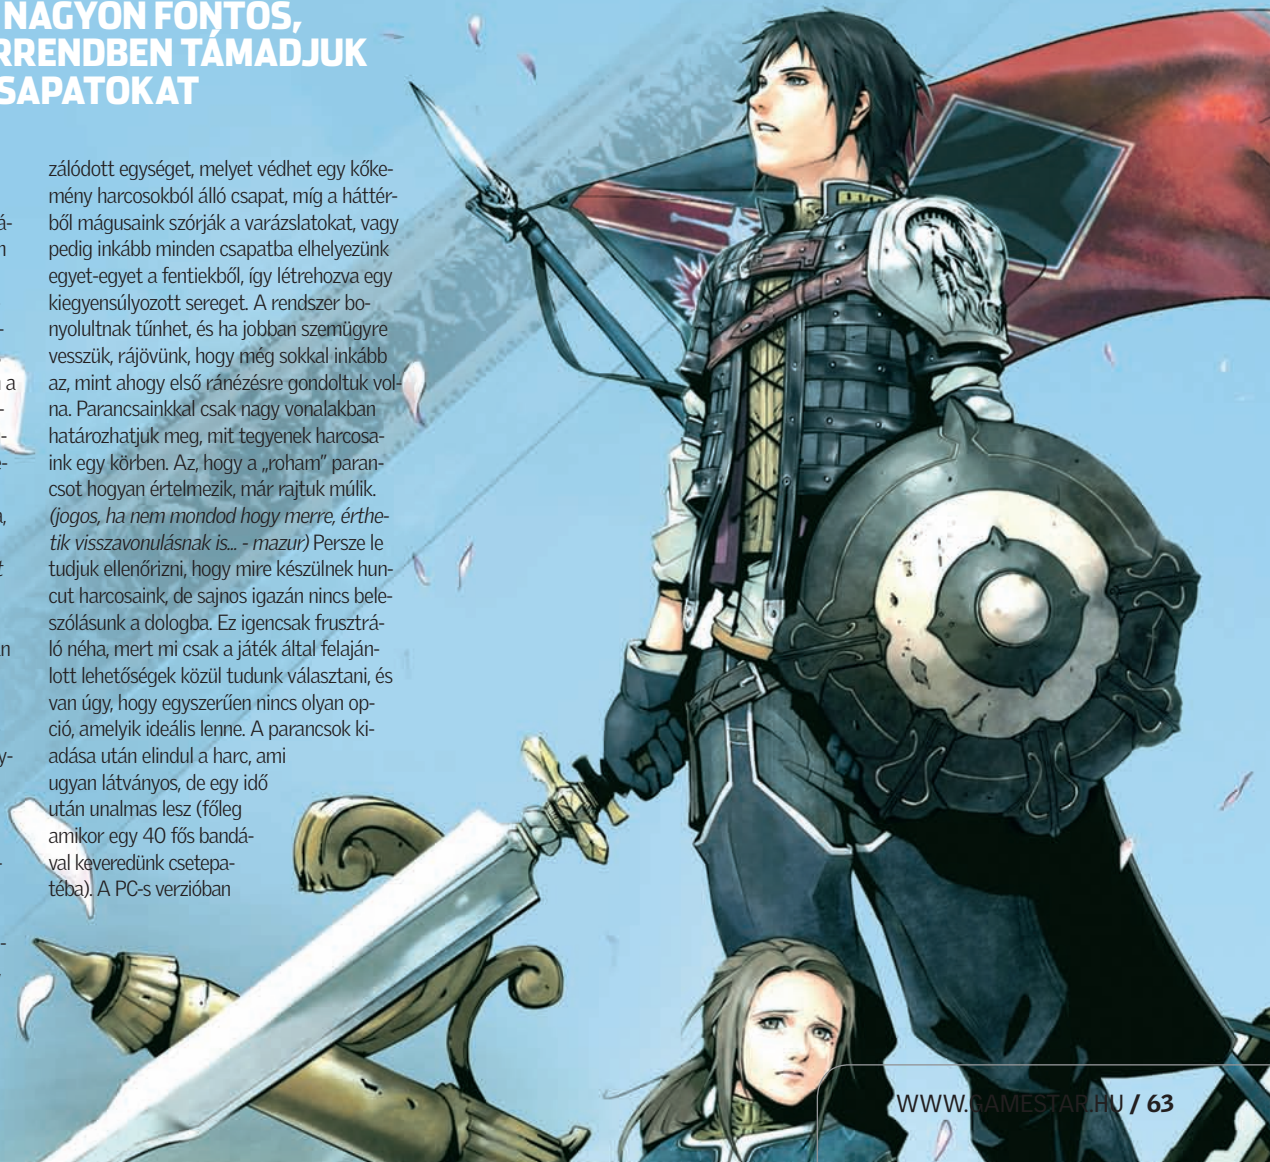 NAGYON FONTOS,
RRENDBEN TÁMADJUK
SAPATOKAT
zálódott egységet, melyet védhet egy kőke-
mény harcosokból álló csapat, míg a háttér-
ből mágusaink szórják a varázslatokat, vagy
pedig inkább minden csapatba elhelyezünk
egyet-egyet a fentiekből, így létrehozva egy
kiegyensúlyozott sereget. A rendszer bo-
nyolultnak tűnhet, és ha jobban szemügyre
vesszük, rájövünk, hogy még sokkal inkább
az, mint ahogy első ránézésre gondoltuk vol-
na. Parancsainkkal csak nagy vonalakban
határozhatjuk meg, mit tegyenek harcosa-
ink egy körben. Az, hogy a „roham” paran-
csot hogyan értelmezik, már rajtuk múlik.
(jogos, ha nem mondod hogy merre, érthe-
tik visszavonulásnak is... - mazur) Persze le
tudjuk ellenőrizni, hogy mire készülnek hun-
cut harcosaink, de sajnos igazán nincs bele-
szólásunk a dologba. Ez igencsak frusztrá-
ló néha, mert mi csak a játék által felaján-
lott lehetőségek közül tudunk választani, és
van úgy, hogy egyszerűen nincs olyan op-
ció, amelyik ideális lenne. A parancsok ki-
adása után elindul a harc, ami
ugyan látványos, de egy idő
után unalmas lesz (főleg
amikor egy 40 fős bandá-
val keveredünk csetepa-
téba). A PC-s verzióban
WWW.GAMESTAR.HU / 63